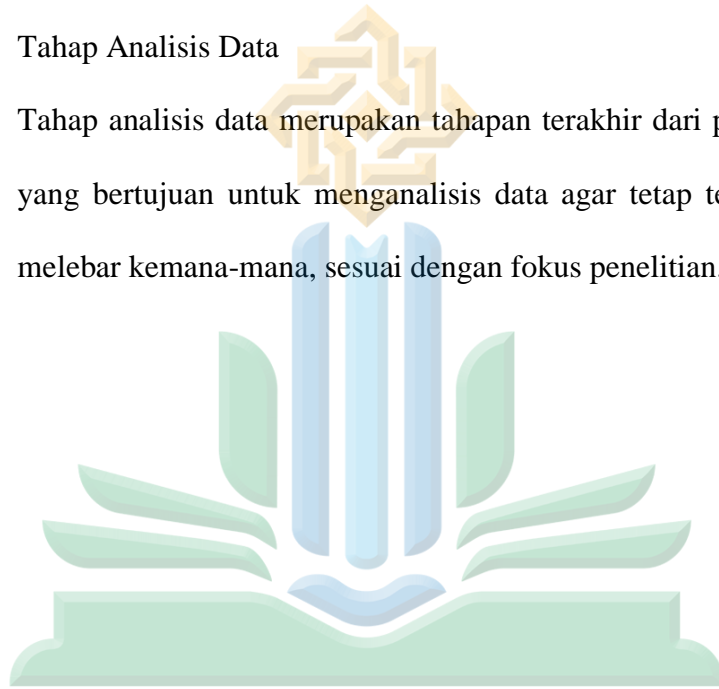 Tahap Analisis Data
Tahap analisis data merupakan tahapan terakhir dari
yang bertujuan untuk menganalisis data agar tetap
melebar kemana-mana, sesuai dengan fokus penelitian.